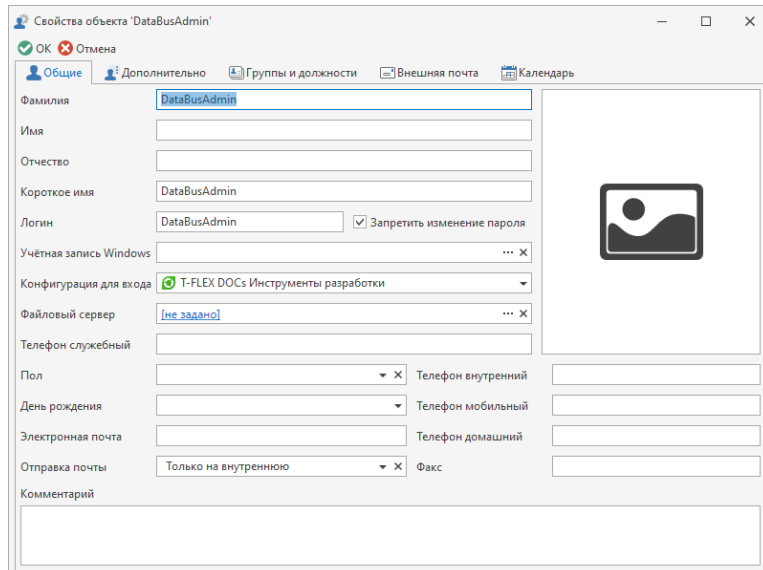 Свойства объекта 'DataBusAdmin'
ОК Отмена
Общие Дополнительно Группы и должности Внешняя почта Календарь
Фамилия DataBusAdmin
Имя
Отчество
Короткое имя DataBusAdmin
Логин DataBusAdmin Запретить изменение пароля
Учётная запись Windows
Конфигурация для входа T-FLEX DOCs Инструменты разработки
Файловый сервер [не задано]
Телефон служебный
Пол Телефон внутренний
День рождения Телефон мобильный
Электронная почта Телефон домашний
Отправка почты Только на внутреннюю Факс
Комментарий